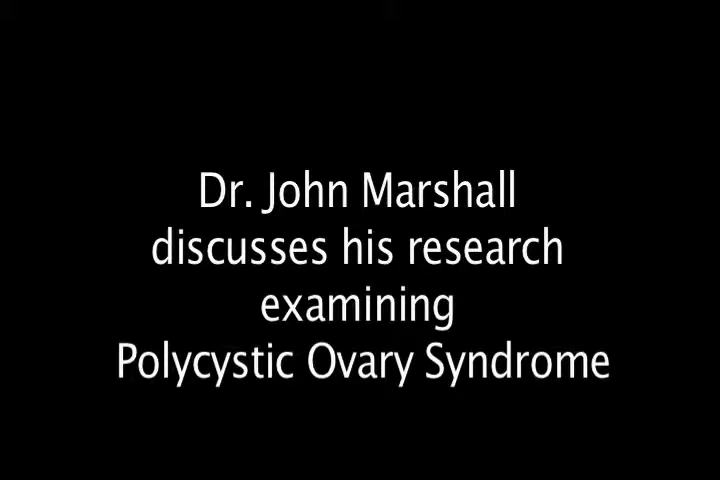 Dr. John Marshall
discusses his research
examining
Polycystic Ovary Syndrome